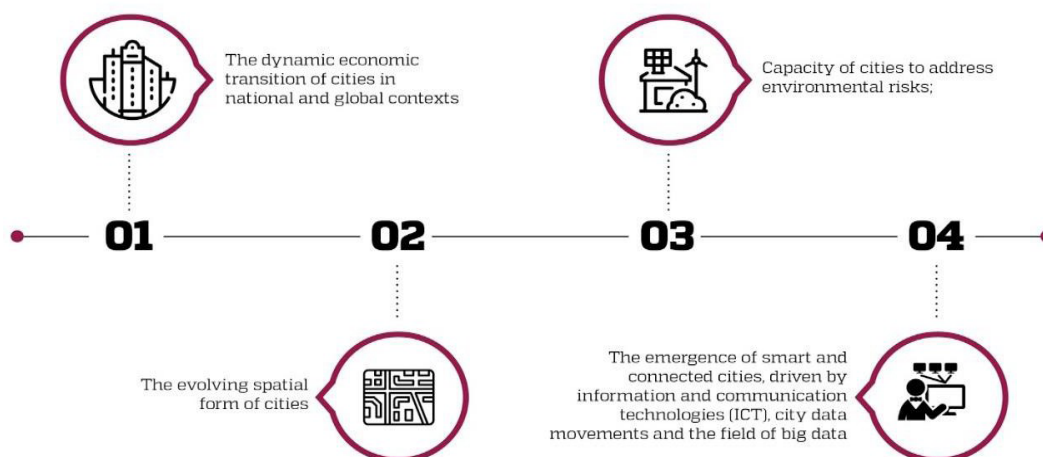 The dynamic economic
transition of cities in
national and global contexts
Capacity of cities to address
environmental risks;
01
02
03
04
The evolving spatial
form of cities
The emergence of smart and
connected cities, driven by
information and communication
technologies (ICT), city data
movements and the field of big data